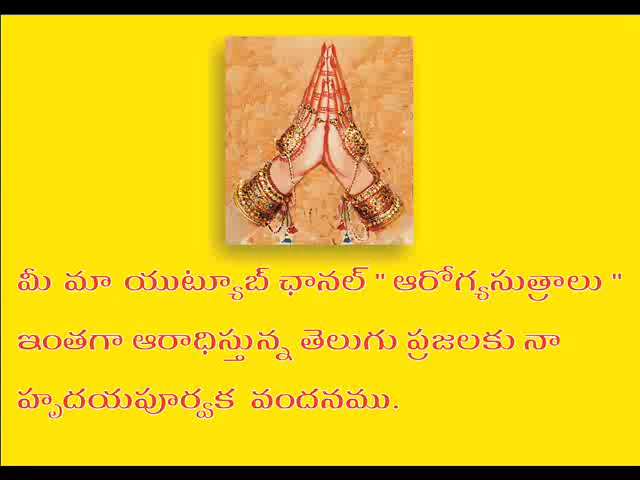 మీ మా యుట్యూబ్ ఛానల్ " ఆరోగ్యసుత్రాలు "
ఇంతగా ఆరాధిస్తున్న తెలుగు ప్రజలకు నా
హృదయపూర్వక వందనము.